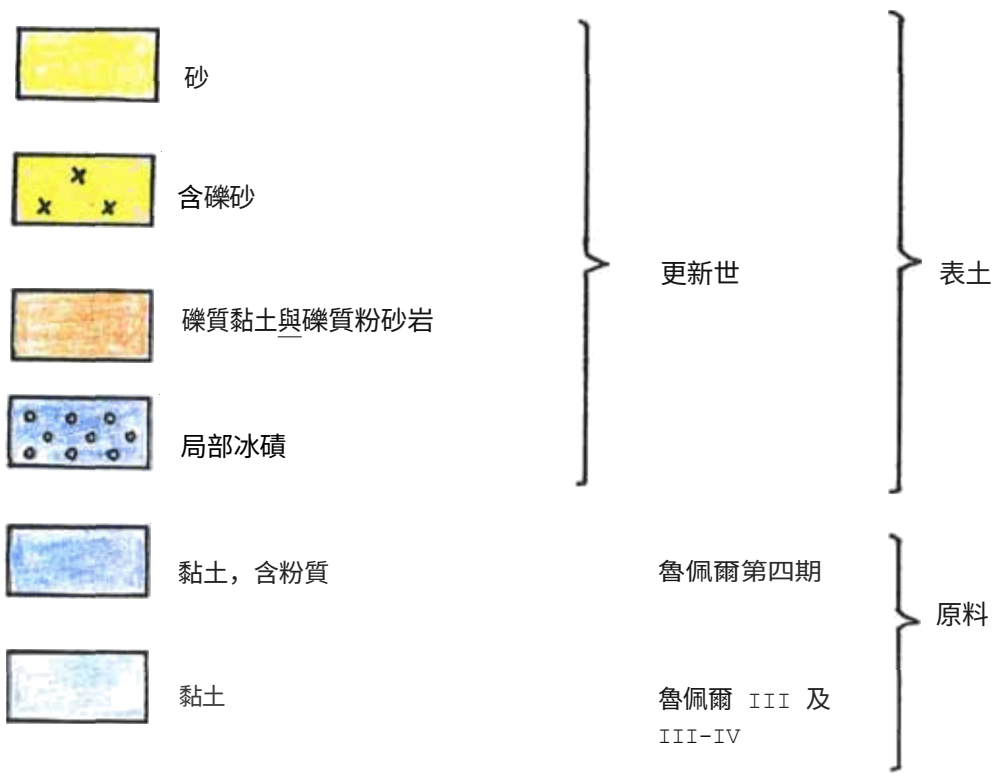 砂
含礫砂
更新世
表土
礫質黏土與礫質粉砂岩
局部冰磧
黏土，含粉質
魯佩爾第四期
原料
黏土
魯佩爾 III 及
III-IV